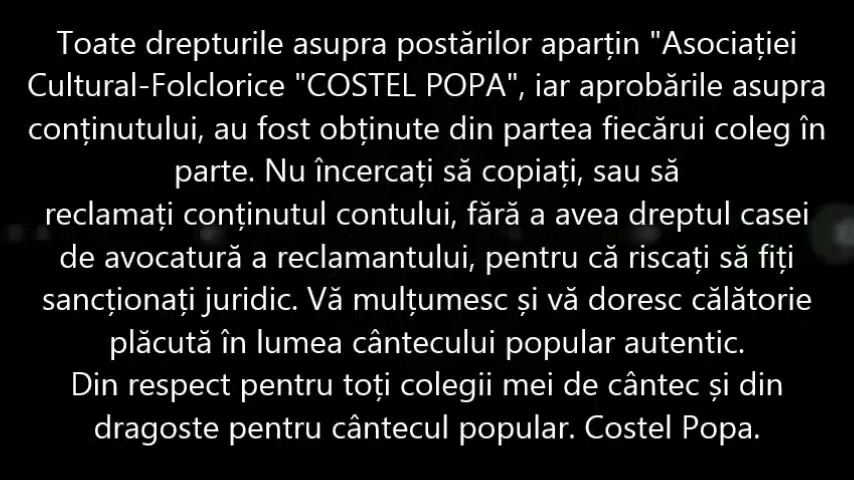 Toate drepturile asupra postărilor aparțin "Asociației
Cultural-Folclorice "COSTEL POPA", iar aprobările asupra
conținutului, au fost obținute din partea fiecărui coleg în
parte. Nu încercați să copiați, sau să
reclamați conținutul contului, fără a avea dreptul casei
de avocatură a reclamantului, pentru că riscați să fiți
sancționați juridic. Vă mulțumesc și vă doresc călătorie
plăcută în lumea cântecului popular autentic.
Din respect pentru toți colegii mei de cântec și din
dragoste pentru cântecul popular. Costel Popa.